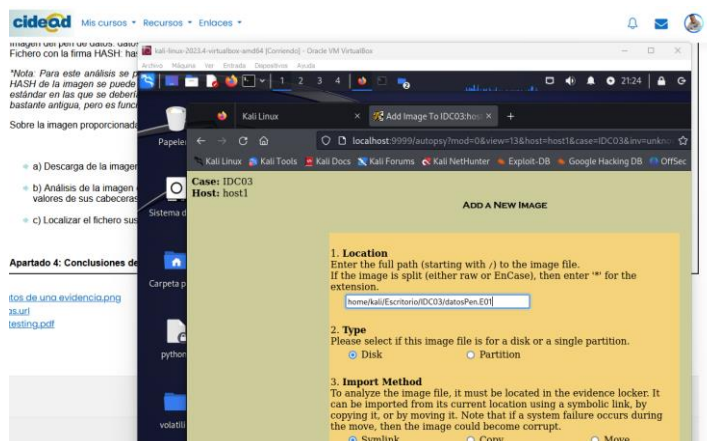 cidead Mis cursos Recursos Enlaces
imagen del pen de datos: datos
Fichero con la firma HASH: has
*Nota: Para este análisis se p
HASH de la imagen se puede
estándar en las que se debería
bastante antigua, pero es funci
Sobre la imagen proporcionada
a) Descarga de la imagen
b) Análisis de la imagen
valores de sus cabeceras
c) Localizar el fichero sus
Apartado 4: Conclusiones de
tos de una evidencia.png
os.url
testing.pdf
kali-linux-2023.4-virtualbox-amd64 [Corriendo] - Oracle VM VirtualBox
Archivo Máquina Ver Entrada Dispositivos Ayuda
1 2 3 4 21:24
Papele
Sistema d
Carpeta p
python
volatili
Kali Linux
Add Image To IDC03:hos
localhost:9999/autopsy?mod=0&view=13&host=host1&case=IDC03&inv=unkno
Kali Linux Kali Tools Kali Docs Kali Forums Kali NetHunter Exploit-DB Google Hacking DB OffSec
Case: IDC03
Host: host1
ADD A NEW IMAGE
1. Location
Enter the full path (starting with /) to the image file.
If the image is split (either raw or EnCase), then enter '*' for the
extension.
home/kali/Escritorio/IDC03/datosPen.E01
2. Type
Please select if this image file is for a disk or a single partition.
Disk Partition
3. Import Method
To analyze the image file, it must be located in the evidence locker. It
can be imported from its current location using a symbolic link, by
copying it, or by moving it. Note that if a system failure occurs during
the move, then the image could become corrupt.
Symlink Copy Move